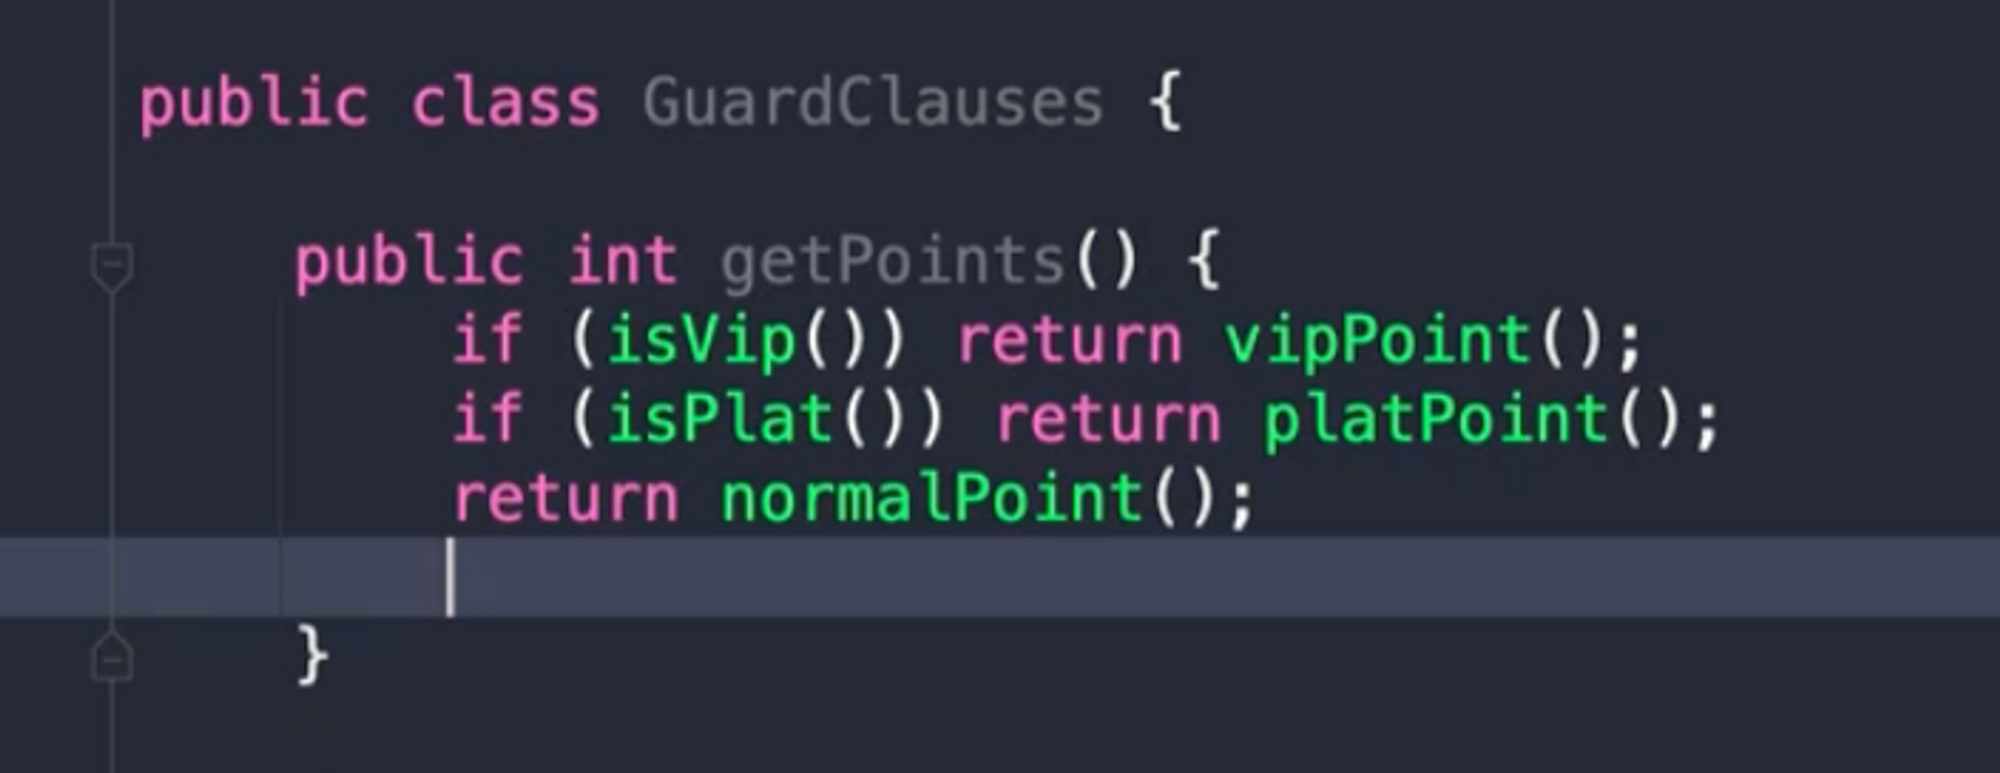 public class GuardClauses {
public int getPoints() {
if (isVip()) return vipPoint();
if (isPlat()) return platPoint();
return normalPoint();
}